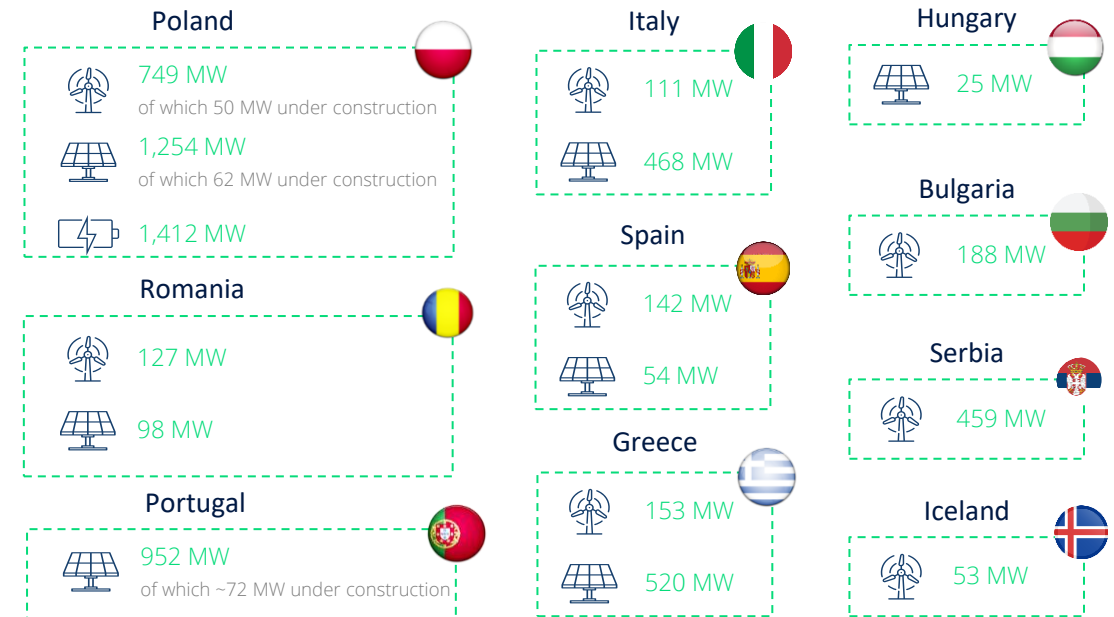 Poland
749 MW
of which 50 MW under construction
1,254 MW
of which 62 MW under construction
1,412 MW
Romania
127 MW
98 MW
Portugal
952 MW
of which ~72 MW under construction
Italy
111 MW
468 MW
Spain
142 MW
54 MW
Greece
153 MW
520 MW
Hungary
25 MW
Bulgaria
188 MW
Serbia
459 MW
Iceland
53 MW